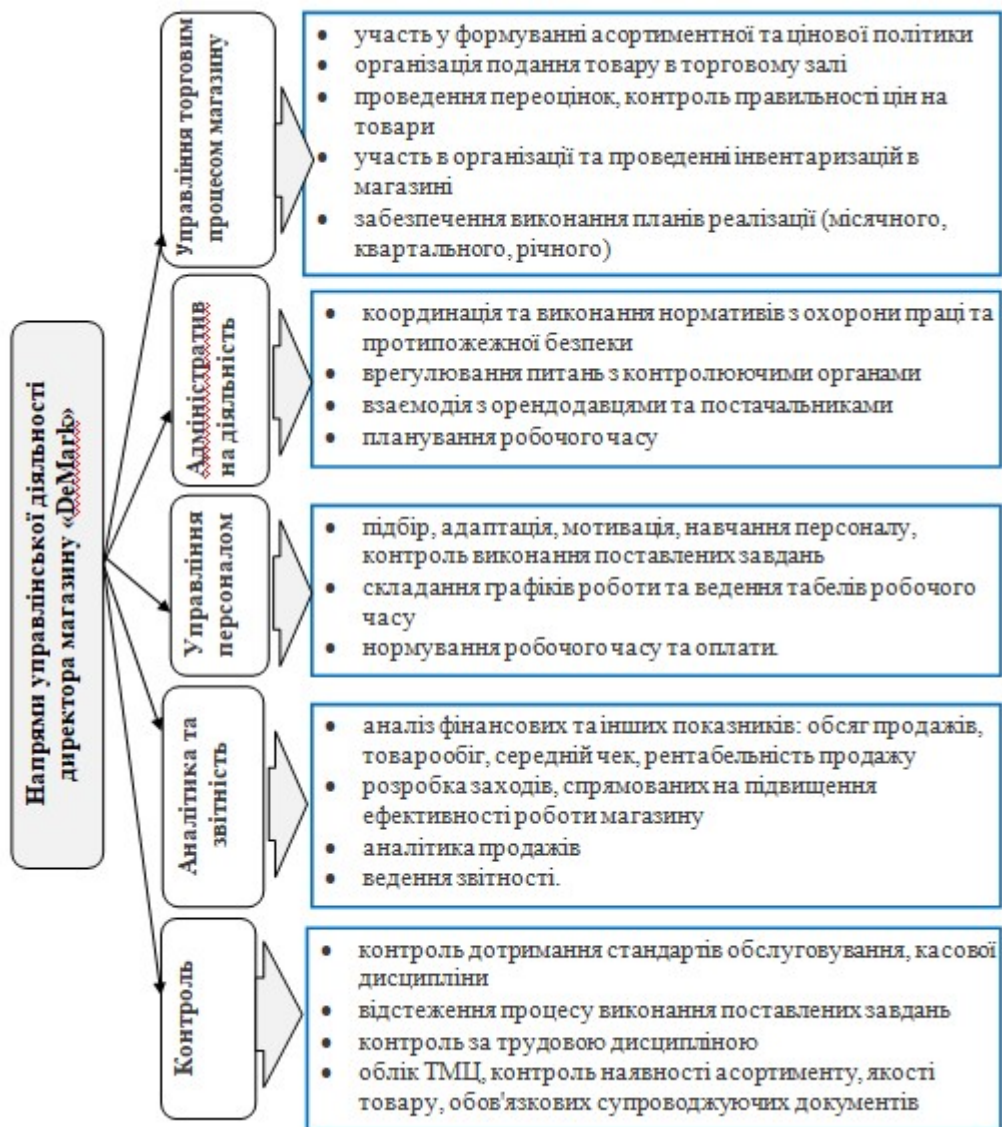 Напрями управлінської діяльності
директора магазину «DeMark»
Управління торговим
процесом магазину
• участь у формуванні асортиментної та цінової політики
• організація подання товару в торговому залі
• проведення переоцінок, контроль правильності цін на
товари
• участь в організації та проведенні інвентаризацій в
магазині
• забезпечення виконання планів реалізації (місячного,
квартального, річного)
Адміністратив
на діяльність
• координація та виконання нормативів з охорони праці та
протипожежної безпеки
• врегулювання питань з контролюючими органами
• взаємодія з орендодавцями та постачальниками
• планування робочого часу
Управління
персоналом
• підбір, адаптація, мотивація, навчання персоналу,
контроль виконання поставлених завдань
• складання графіків роботи та ведення табелів робочого
часу
• нормування робочого часу та оплати.
Аналітика та
звітність
• аналіз фінансових та інших показників: обсяг продажів,
товарообіг, середній чек, рентабельність продажу
• розробка заходів, спрямованих на підвищення
ефективності роботи магазину
• аналітика продажів
• ведення звітності.
Контроль
• контроль дотримання стандартів обслуговування, касової
дисципліни
• відстеження процесу виконання поставлених завдань
• контроль за трудовою дисципліною
• облік ТМЦ, контроль наявності асортименту, якості
товару, обов'язкових супроводжуючих документів